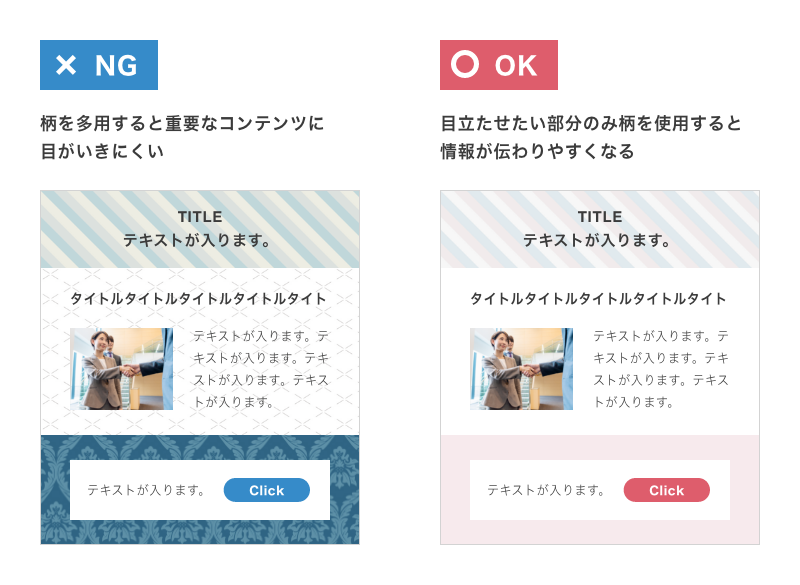 × NG
柄を多用すると重要なコンテンツに
目がいきにくい
TITLE
テキストが入ります。
タイトルタイトルタイトルタイトルタイト
テキストが入ります。テ
キストが入ります。テキ
ストが入ります。テキス
トが入ります。
テキストが入ります。 Click
○ OK
目立たせたい部分のみ柄を使用すると
情報が伝わりやすくなる
TITLE
テキストが入ります。
タイトルタイトルタイトルタイトルタイト
テキストが入ります。テ
キストが入ります。テキ
ストが入ります。テキス
トが入ります。
テキストが入ります。 Click